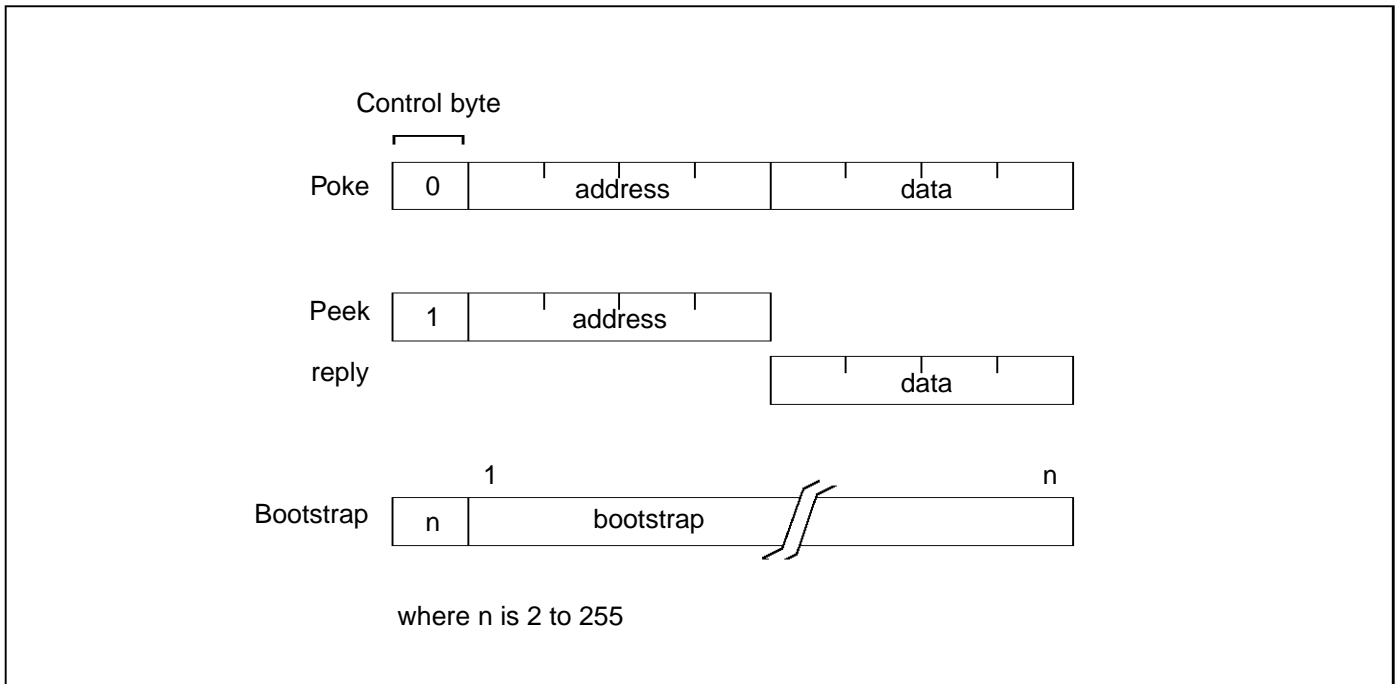 Control byte
Poke 0 address data
Peek 1 address
reply data
1 n
Bootstrap n bootstrap
where n is 2 to 255